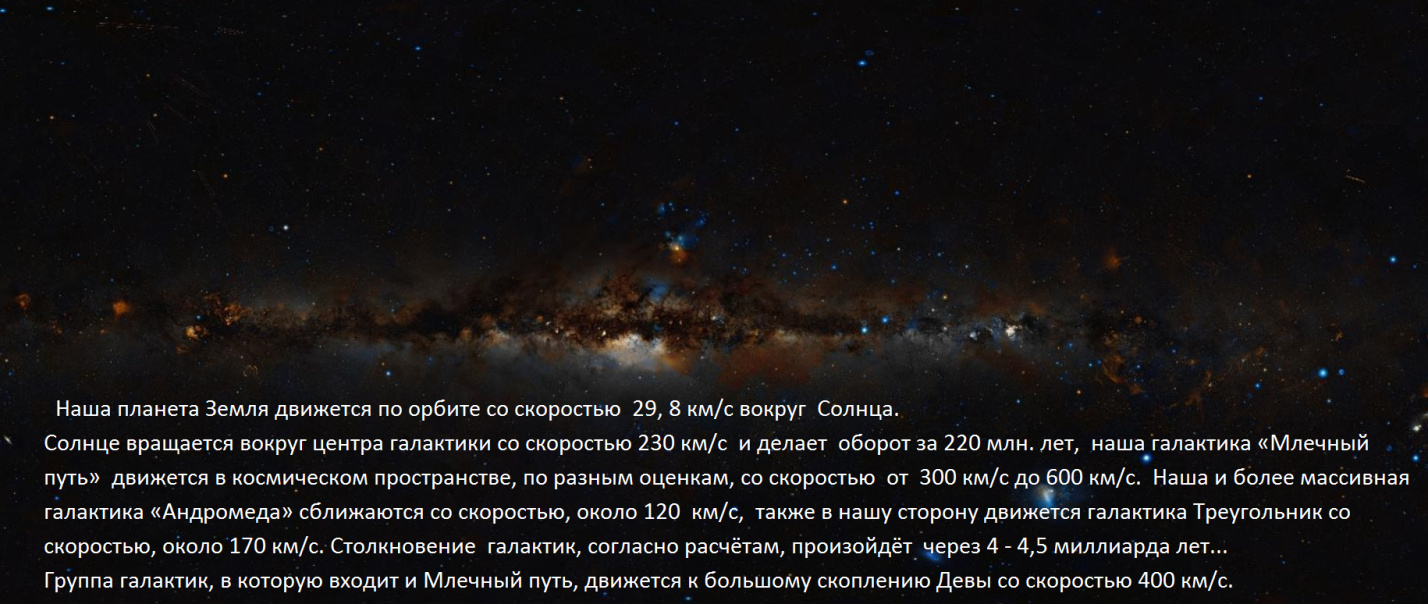 Наша планета Земля движется по орбите со скоростью 29, 8 км/с вокруг Солнца.
Солнце вращается вокруг центра галактики со скоростью 230 км/с и делает оборот за 220 млн. лет, наша галактика «Млечный
путь» движется в космическом пространстве, по разным оценкам, со скоростью от 300 км/с до 600 км/с. Наша и более массивная
галактика «Андромеда» сближаются со скоростью, около 120 км/с, также в нашу сторону движется галактика Треугольник со
скоростью, около 170 км/с. Столкновение галактик, согласно расчётам, произойдёт через 4 - 4,5 миллиарда лет...
Группа галактик, в которую входит и Млечный путь, движется к большому скоплению Девы со скоростью 400 км/с.